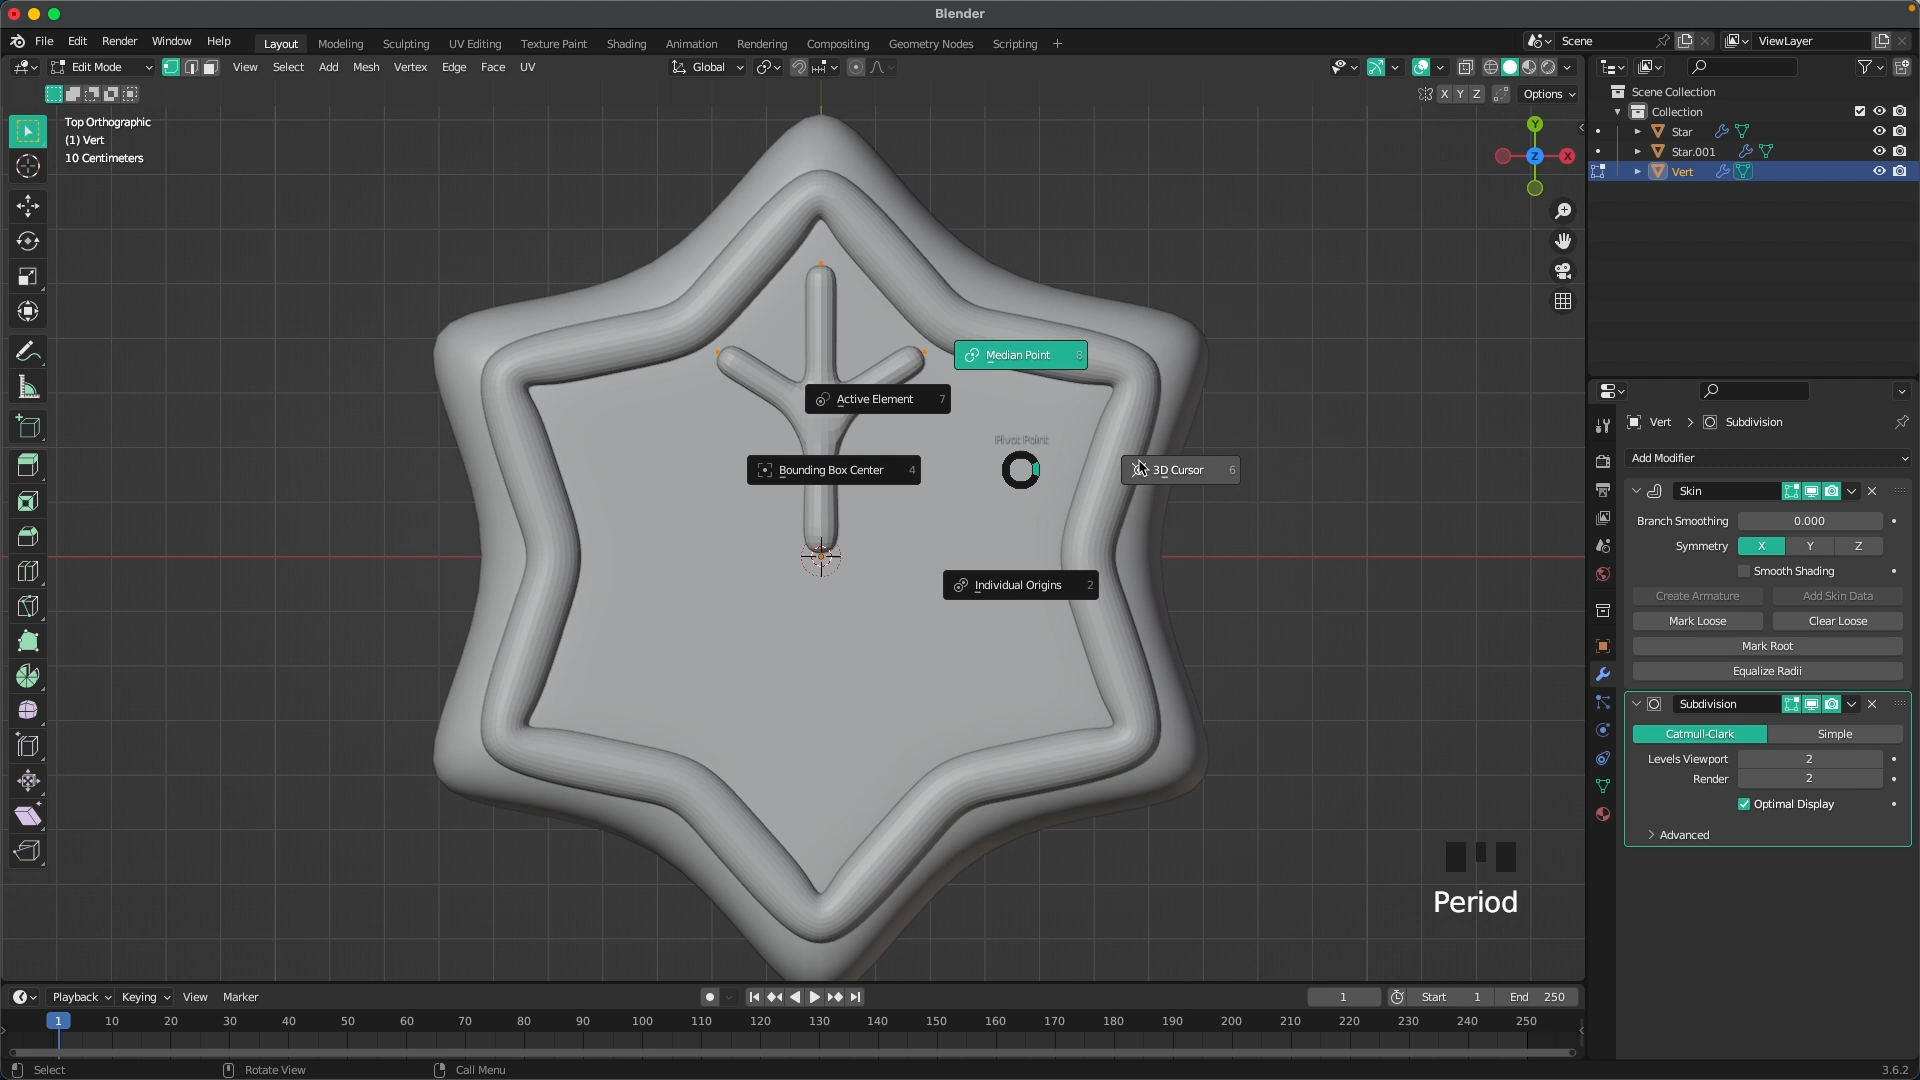 Blender
File Edit Render Window Help
Layout Modeling Sculpting UV Editing Texture Paint Shading Animation Rendering Compositing Geometry Nodes Scripting +
Scene
ViewLayer
Edit Mode View Select Add Mesh Vertex Edge Face UV
Global
X Y Z Options
Top Orthographic
(1) Vert
10 Centimeters
Y
Z
X
Median Point 8
Active Element 7
Pivot Point
Bounding Box Center 4
3D Cursor 6
Individual Origins 2
Period
Scene Collection
Collection
Star
Star.001
Vert
Vert > Subdivision
Add Modifier
Skin
Branch Smoothing 0.000
Symmetry X Y Z
Smooth Shading
Create Armature Add Skin Data
Mark Loose Clear Loose
Mark Root
Equalize Radii
Subdivision
Catmull-Clark Simple
Levels Viewport 2
Render 2
Optimal Display
Advanced
Playback Keying View Marker
1 Start 1 End 250
1 10 20 30 40 50 60 70 80 90 100 110 120 130 140 150 160 170 180 190 200 210 220 230 240 250
Select Rotate View Call Menu 3.6.2